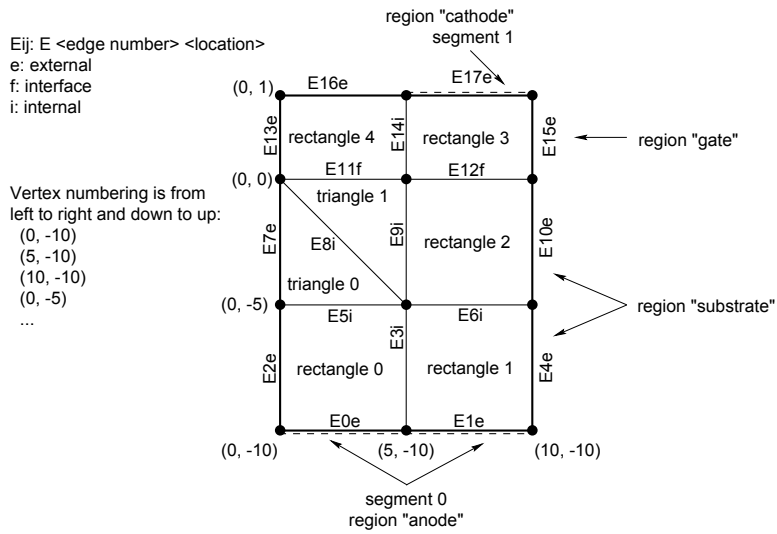 region "cathode"
segment 1
Eij: E <edge number> <location>
e: external
f: interface
i: internal
E16e
E17e
(0, 1)
E13e
rectangle 4
E14i
rectangle 3
E15e
region "gate"
(0, 0)
E11f
E12f
triangle 1
Vertex numbering is from
left to right and down to up:
(0, -10)
(5, -10)
(10, -10)
(0, -5)
...
E7e
E8i
E9i
rectangle 2
E10e
triangle 0
(0, -5)
E5i
E6i
region "substrate"
E2e
rectangle 0
E3i
rectangle 1
E4e
E0e
E1e
(0, -10)
(5, -10)
(10, -10)
segment 0
region "anode"